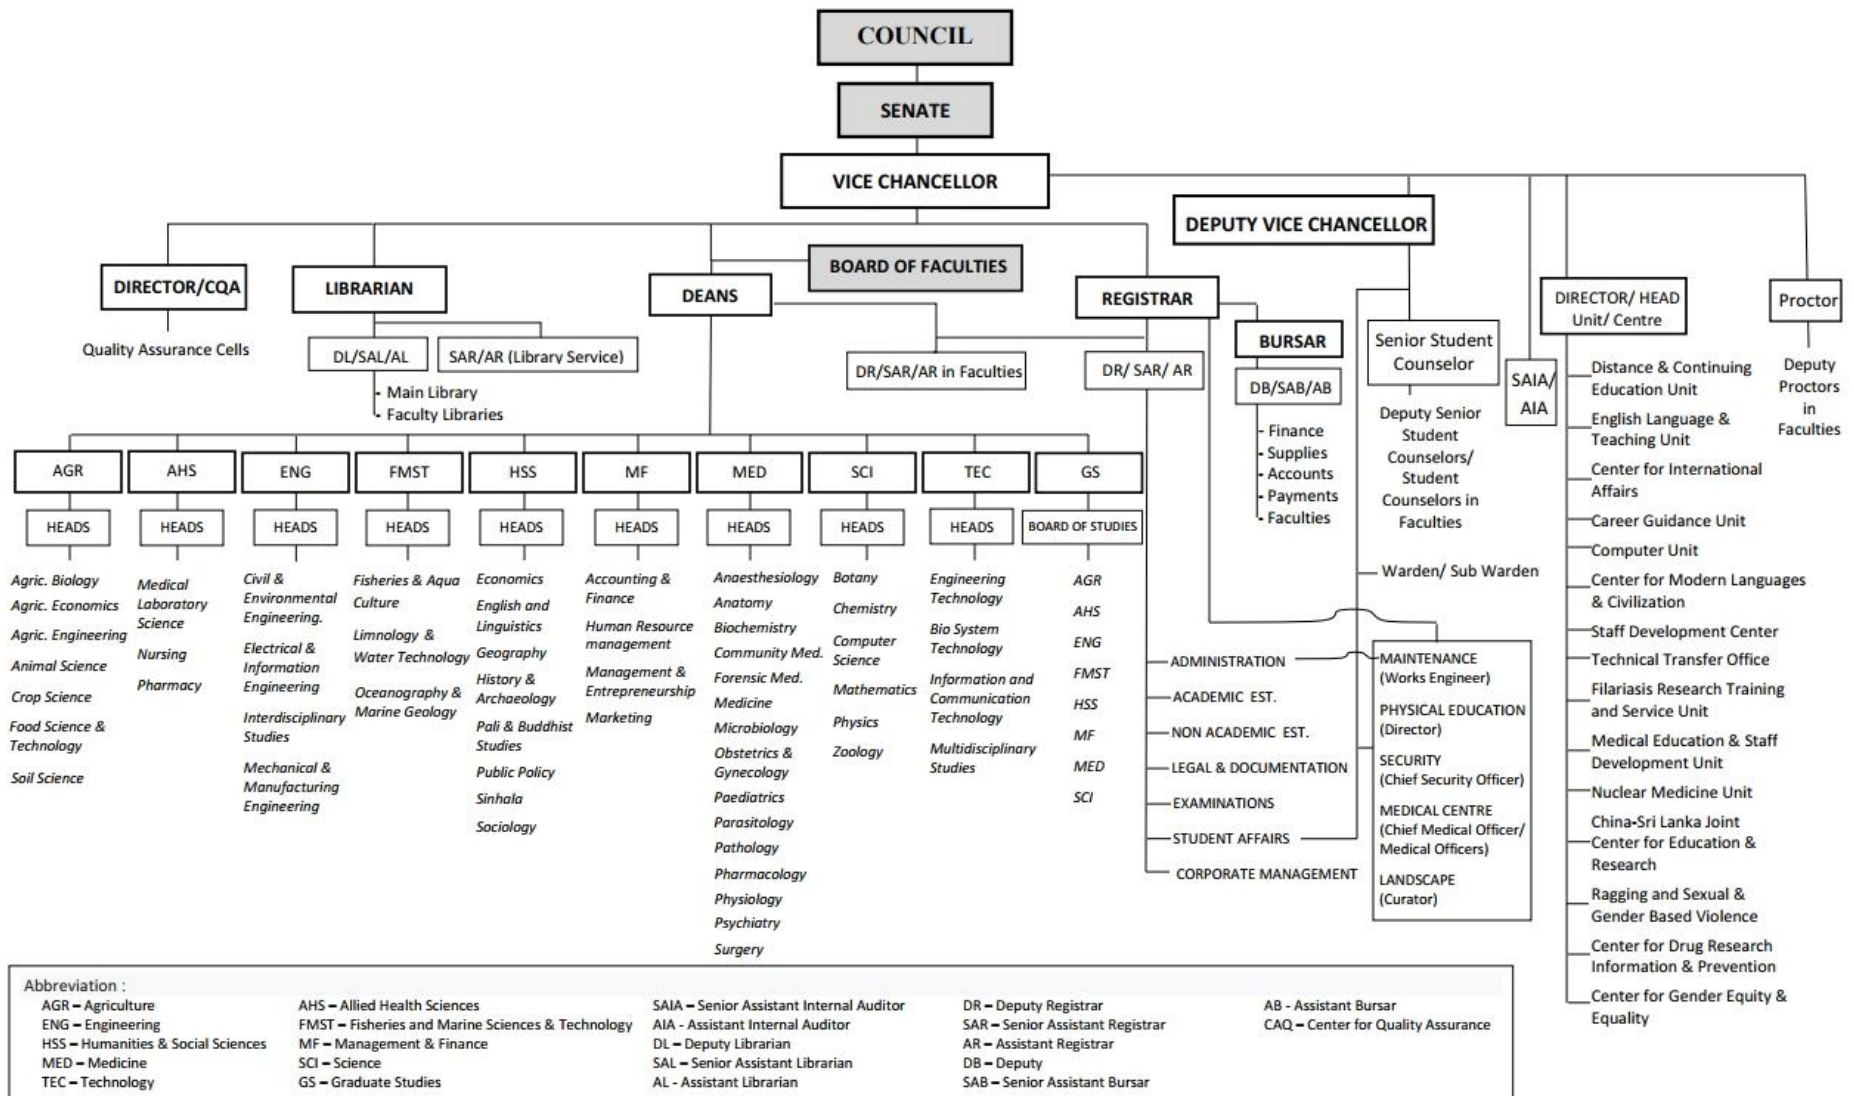 COUNCIL
SENATE
VICE CHANCELLOR
DEPUTY VICE CHANCELLOR
BOARD OF FACULTIES
DIRECTOR/CQA
Quality Assurance Cells
LIBRARIAN
DL/SAL/AL
- Main Library
- Faculty Libraries
SAR/AR (Library Service)
DEANS
DR/SAR/AR in Faculties
REGISTRAR
DR/ SAR/ AR
BURSAR
DB/SAB/AB
- Finance
- Supplies
- Accounts
- Payments
- Faculties
Senior Student
Counselor
Deputy Senior
Student
Counselors/
Student
Counselors in
Faculties
Warden/ Sub Warden
SAIA/
AIA
DIRECTOR/ HEAD
Unit/ Centre
Distance & Continuing
Education Unit
English Language &
Teaching Unit
Center for International
Affairs
Career Guidance Unit
Computer Unit
Center for Modern Languages
& Civilization
Staff Development Center
Technical Transfer Office
Filariasis Research Training
and Service Unit
Medical Education & Staff
Development Unit
Nuclear Medicine Unit
China-Sri Lanka Joint
Center for Education &
Research
Ragging and Sexual &
Gender Based Violence
Center for Drug Research
Information & Prevention
Center for Gender Equity &
Equality
Proctor
Deputy
Proctors
in
Faculties
AGR
HEADS
Agric. Biology
Agric. Economics
Agric. Engineering
Animal Science
Crop Science
Food Science &
Technology
Soil Science
AHS
HEADS
Medical
Laboratory
Science
Nursing
Pharmacy
ENG
HEADS
Civil &
Environmental
Engineering.
Electrical &
Information
Engineering
Interdisciplinary
Studies
Mechanical &
Manufacturing
Engineering
FMST
HEADS
Fisheries & Aqua
Culture
Limnology &
Water Technology
Oceanography &
Marine Geology
HSS
HEADS
Economics
English and
Linguistics
Geography
History &
Archaeology
Pali & Buddhist
Studies
Public Policy
Sinhala
Sociology
MF
HEADS
Accounting &
Finance
Human Resource
management
Management &
Entrepreneurship
Marketing
MED
HEADS
Anaesthesiology
Anatomy
Biochemistry
Community Med.
Forensic Med.
Medicine
Microbiology
Obstetrics &
Gynecology
Paediatrics
Parasitology
Pathology
Pharmacology
Physiology
Psychiatry
Surgery
SCI
HEADS
Botany
Chemistry
Computer
Science
Mathematics
Physics
Zoology
TEC
HEADS
Engineering
Technology
Bio System
Technology
Information and
Communication
Technology
Multidisciplinary
Studies
GS
BOARD OF STUDIES
AGR
AHS
ENG
FMST
HSS
MF
MED
SCI
ADMINISTRATION
ACADEMIC EST.
NON ACADEMIC EST.
LEGAL & DOCUMENTATION
EXAMINATIONS
STUDENT AFFAIRS
CORPORATE MANAGEMENT
MAINTENANCE
(Works Engineer)
PHYSICAL EDUCATION
(Director)
SECURITY
(Chief Security Officer)
MEDICAL CENTRE
(Chief Medical Officer/
Medical Officers)
LANDSCAPE
(Curator)
Abbreviation :
AGR – Agriculture
ENG – Engineering
HSS – Humanities & Social Sciences
MED – Medicine
TEC – Technology
AHS – Allied Health Sciences
FMST – Fisheries and Marine Sciences & Technology
MF – Management & Finance
SCI – Science
GS – Graduate Studies
SAIA – Senior Assistant Internal Auditor
AIA - Assistant Internal Auditor
DL – Deputy Librarian
SAL – Senior Assistant Librarian
AL - Assistant Librarian
DR – Deputy Registrar
SAR – Senior Assistant Registrar
AR – Assistant Registrar
DB – Deputy
SAB – Senior Assistant Bursar
AB - Assistant Bursar
CAQ – Center for Quality Assurance